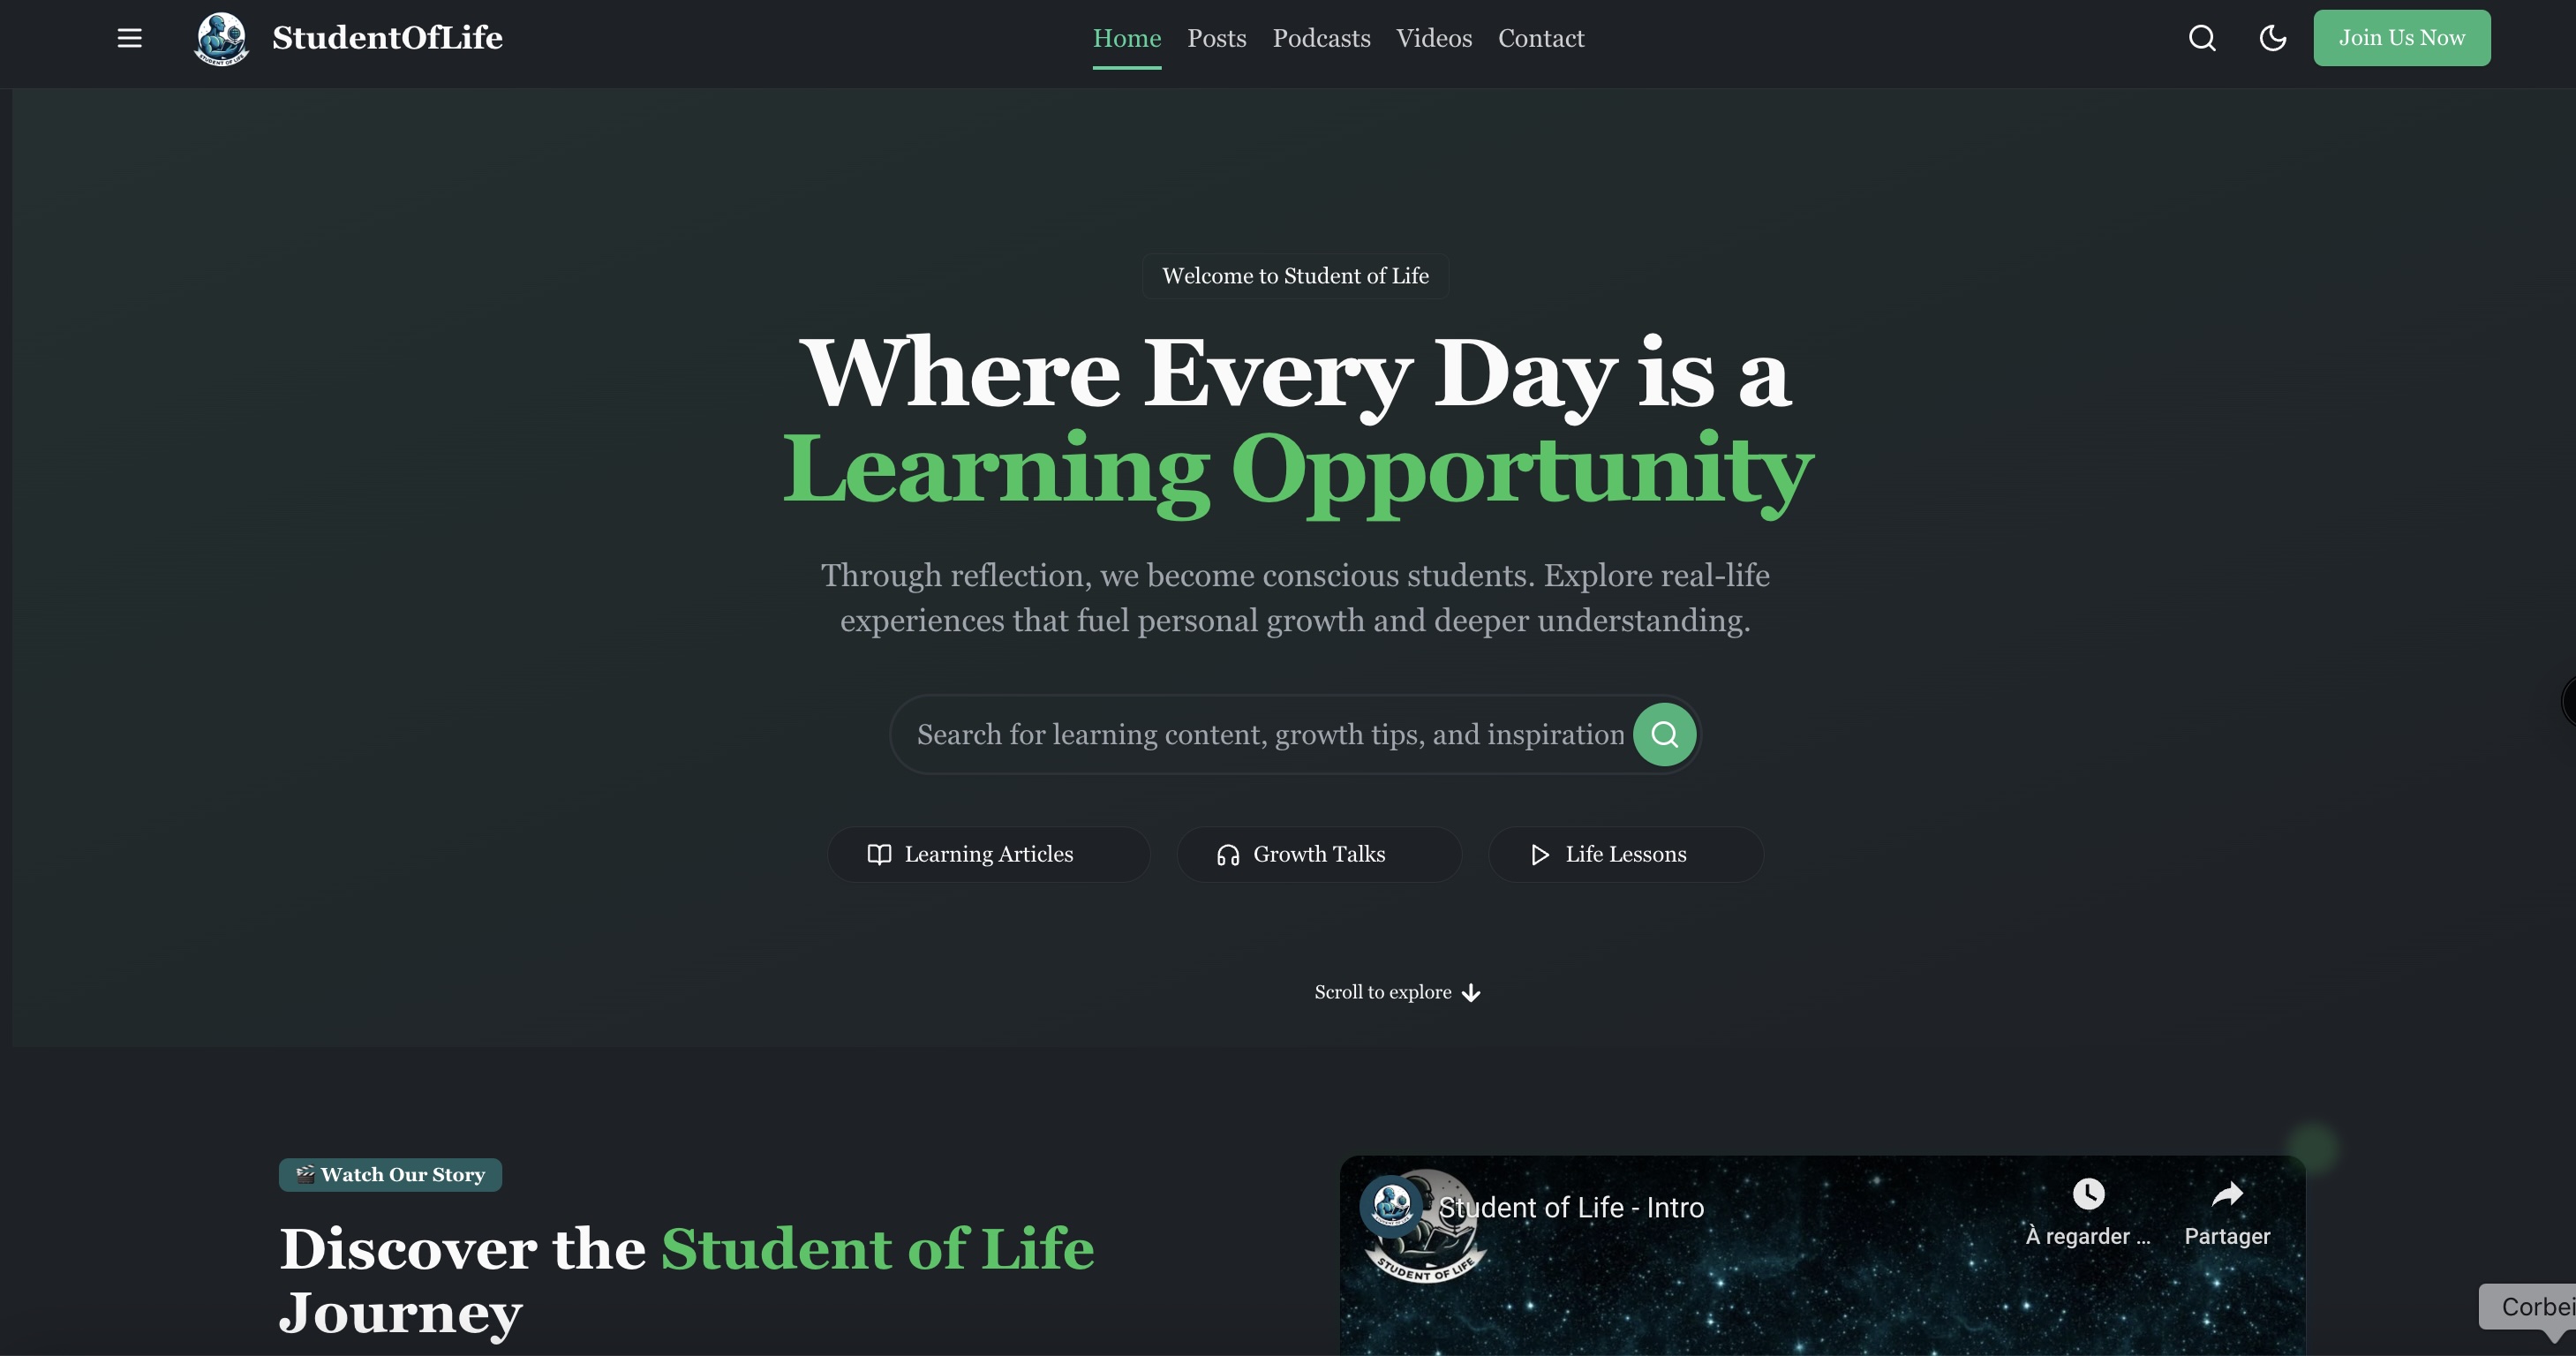 StudentOfLife
Home Posts Podcasts Videos Contact
Join Us Now
Welcome to Student of Life
Where Every Day is a
Learning Opportunity
Through reflection, we become conscious students. Explore real-life
experiences that fuel personal growth and deeper understanding.
Search for learning content, growth tips, and inspiration
Learning Articles
Growth Talks
Life Lessons
Scroll to explore
Watch Our Story
Discover the Student of Life
Journey
Student of Life - Intro
À regarder ...
Partager
STUDENT OF LIFE
Corbei